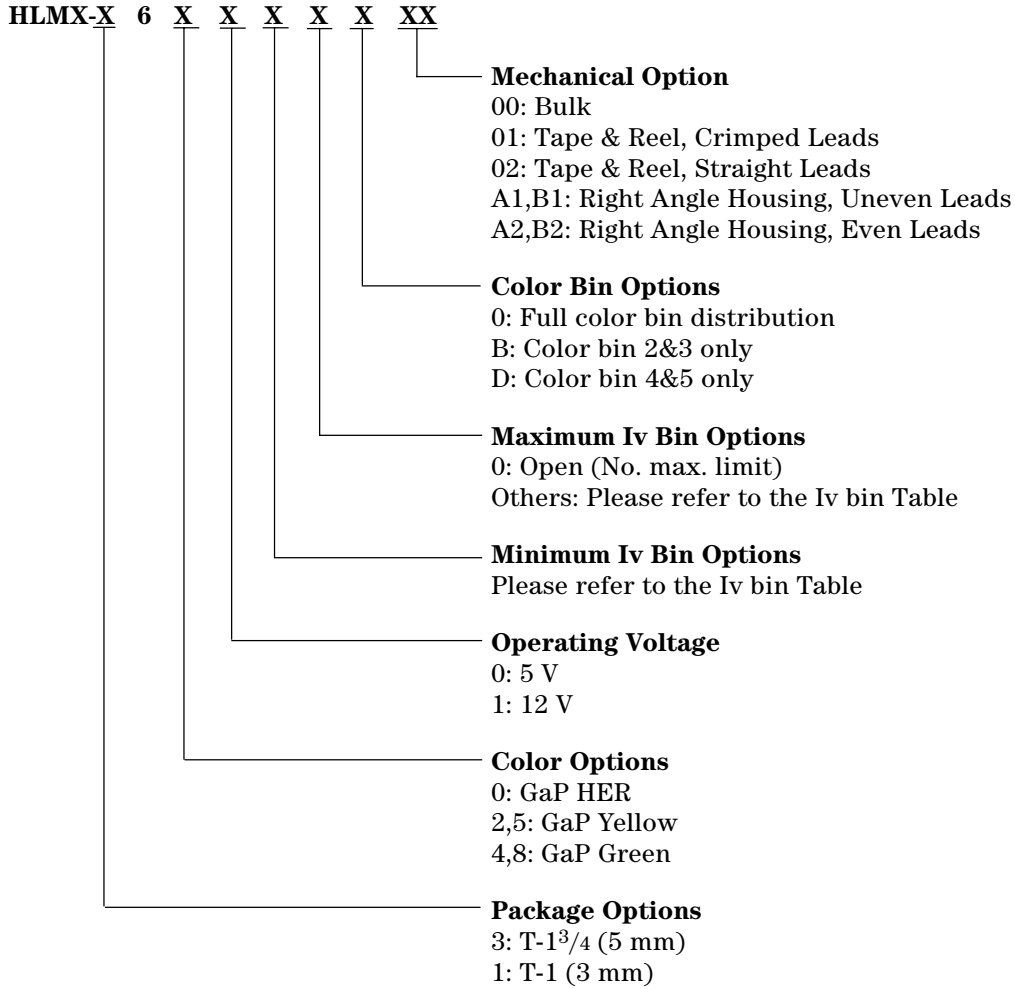 HLMX-X 6 X X X X X XX
Mechanical Option
00: Bulk
01: Tape & Reel, Crimped Leads
02: Tape & Reel, Straight Leads
A1,B1: Right Angle Housing, Uneven Leads
A2,B2: Right Angle Housing, Even Leads
Color Bin Options
0: Full color bin distribution
B: Color bin 2&3 only
D: Color bin 4&5 only
Maximum Iv Bin Options
0: Open (No. max. limit)
Others: Please refer to the Iv bin Table
Minimum Iv Bin Options
Please refer to the Iv bin Table
Operating Voltage
0: 5 V
1: 12 V
Color Options
0: GaP HER
2,5: GaP Yellow
4,8: GaP Green
Package Options
3: T-1 3/4 (5 mm)
1: T-1 (3 mm)